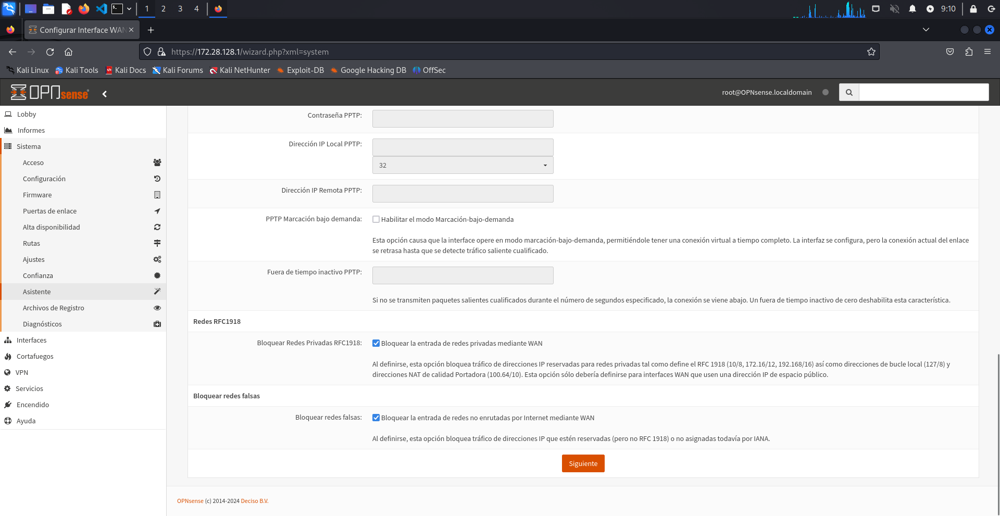 1 2 3 4
9:10
Configurar Interface WAN
https://172.28.128.1/wizard.php?xml=system
Kali Linux Kali Tools Kali Docs Kali Forums Kali NetHunter Exploit-DB Google Hacking DB OffSec
OPNsense
root@OPNsense.localdomain
Lobby
Informes
Sistema
Acceso
Configuración
Firmware
Puertas de enlace
Alta disponibilidad
Rutas
Ajustes
Confianza
Asistente
Archivos de Registro
Diagnósticos
Interfaces
Cortafuegos
VPN
Servicios
Encendido
Ayuda
Contraseña PPTP:
Dirección IP Local PPTP:
32
Dirección IP Remota PPTP:
PPTP Marcación bajo demanda: Habilitar el modo Marcación-bajo-demanda
Esta opción causa que la interface opere en modo marcación-bajo-demanda, permitiéndole tener una conexión virtual a tiempo completo. La interfaz se configura, pero la conexión actual del enlace
se retrasa hasta que se detecte tráfico saliente cualificado.
Fuera de tiempo inactivo PPTP:
Si no se transmiten paquetes salientes cualificados durante el número de segundos especificado, la conexión se viene abajo. Un fuera de tiempo inactivo de cero deshabilita esta característica.
Redes RFC1918
Bloquear Redes Privadas RFC1918: Bloquear la entrada de redes privadas mediante WAN
Al definirse, esta opción bloquea tráfico de direcciones IP reservadas para redes privadas tal como define el RFC 1918 (10/8, 172.16/12, 192.168/16) así como direcciones de bucle local (127/8) y
direcciones NAT de calidad Portadora (100.64/10). Esta opción sólo debería definirse para interfaces WAN que usen una dirección IP de espacio público.
Bloquear redes falsas
Bloquear redes falsas: Bloquear la entrada de redes no enrutadas por Internet mediante WAN
Al definirse, esta opción bloquea tráfico de direcciones IP que estén reservadas (pero no RFC 1918) o no asignadas todavía por IANA.
Siguiente
OPNsense (c) 2014-2024 Deciso B.V.